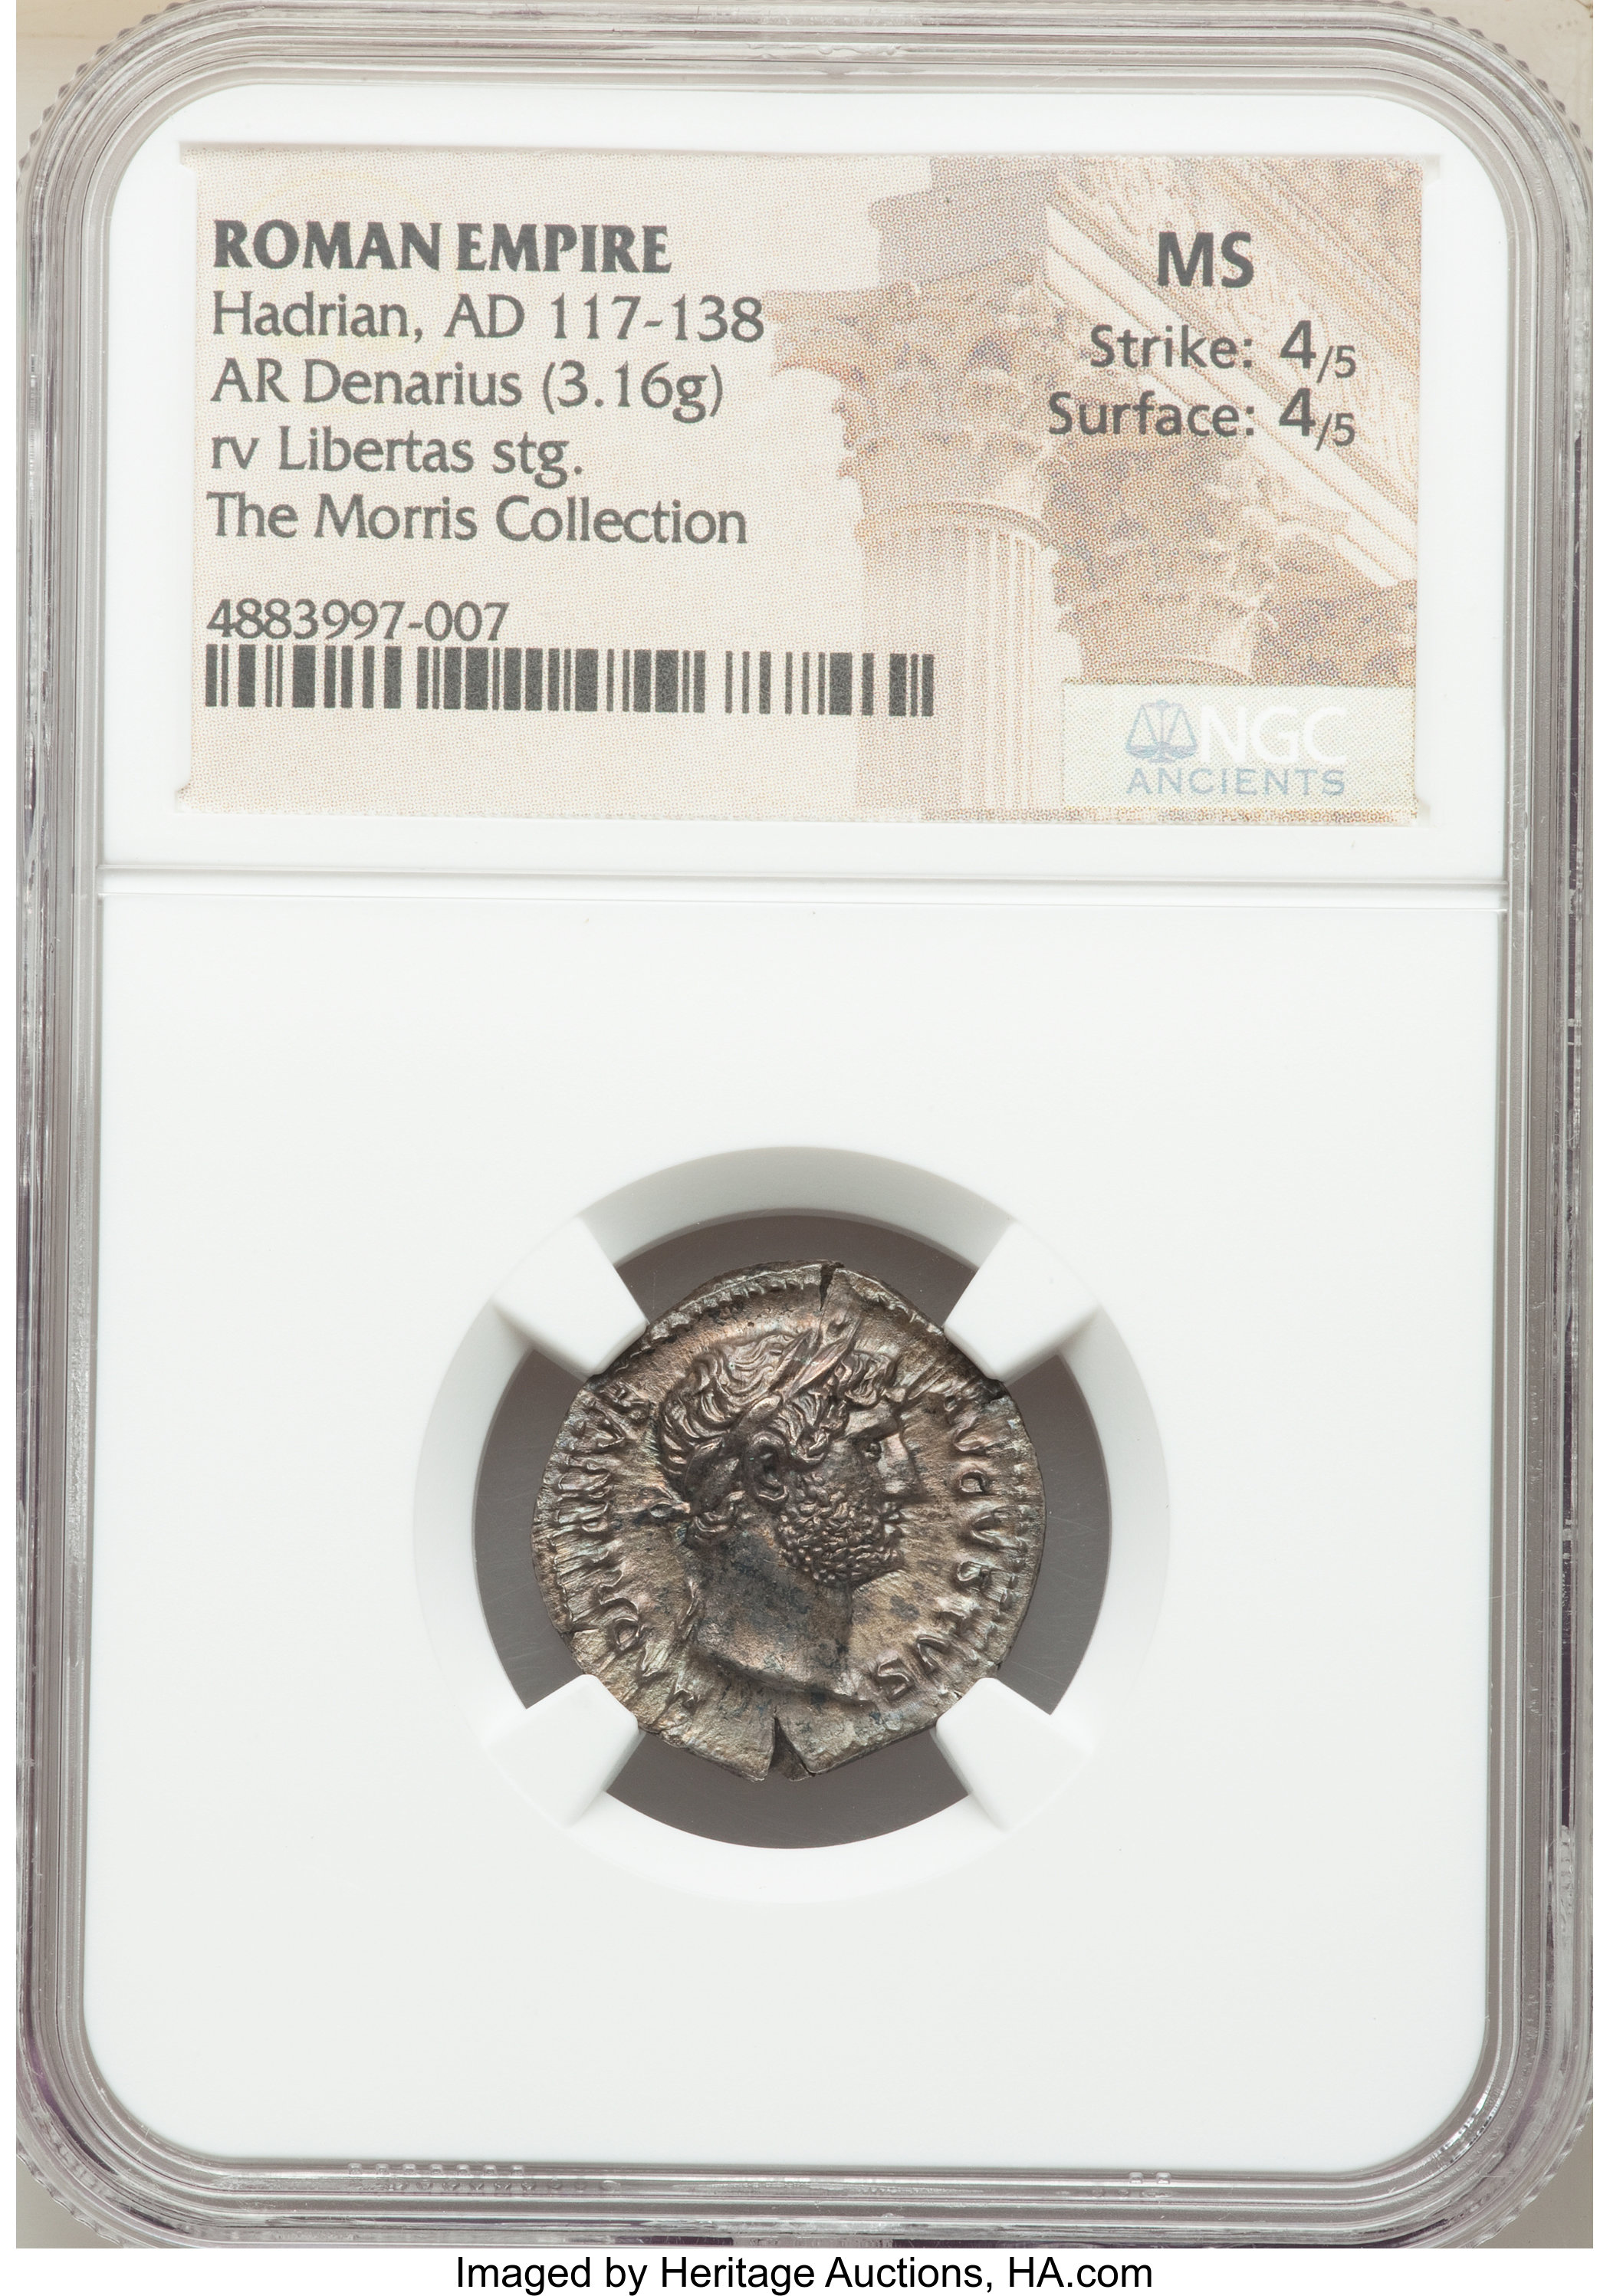 ROMAN EMPIRE
Hadrian, AD 117-138
AR Denarius (3.16g)
rv Libertas stg.
The Morris Collection
4883997-007
MS
Strike: 4/5
Surface: 4/5
NGC
ANCIENTS
AVGVSTVS
Imaged by Heritage Auctions, HA.com